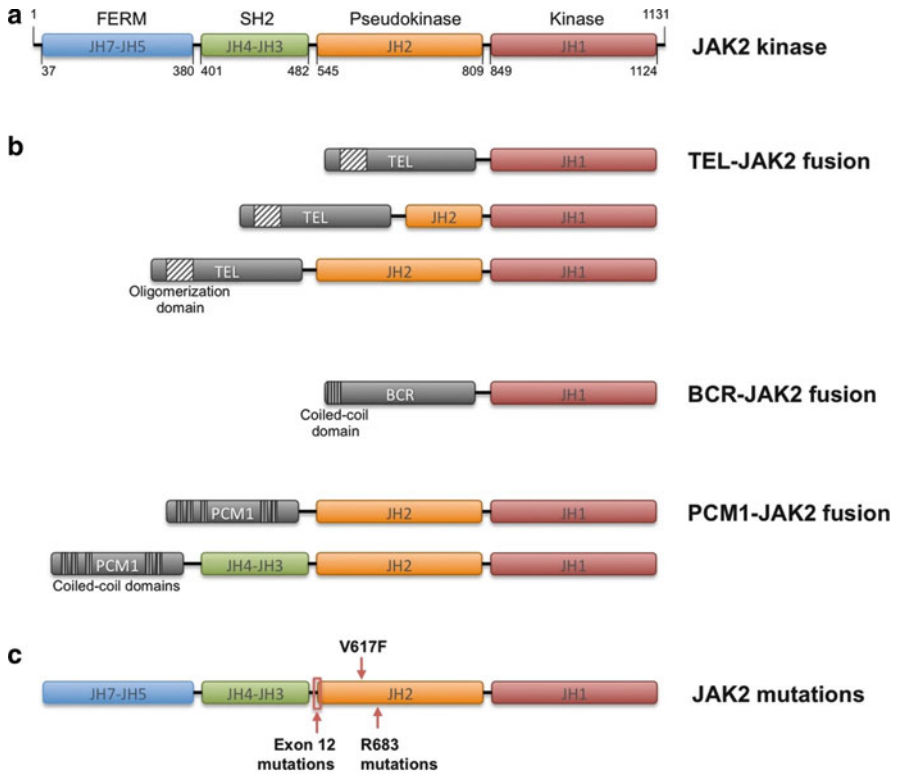 a
1
FERM
SH2
Pseudokinase
Kinase
1131
JH7-JH5
JH4-JH3
JH2
JH1
JAK2 kinase
37
380
401
482
545
809
849
1124
b
TEL
JH1
TEL-JAK2 fusion
TEL
JH2
JH1
TEL
JH2
JH1
Oligomerization
domain
BCR
JH1
BCR-JAK2 fusion
Coiled-coil
domain
PCM1
JH2
JH1
PCM1-JAK2 fusion
PCM1
JH4-JH3
JH2
JH1
Coiled-coil domains
c
V617F
JH7-JH5
JH4-JH3
JH2
JH1
JAK2 mutations
Exon 12
mutations
R683
mutations